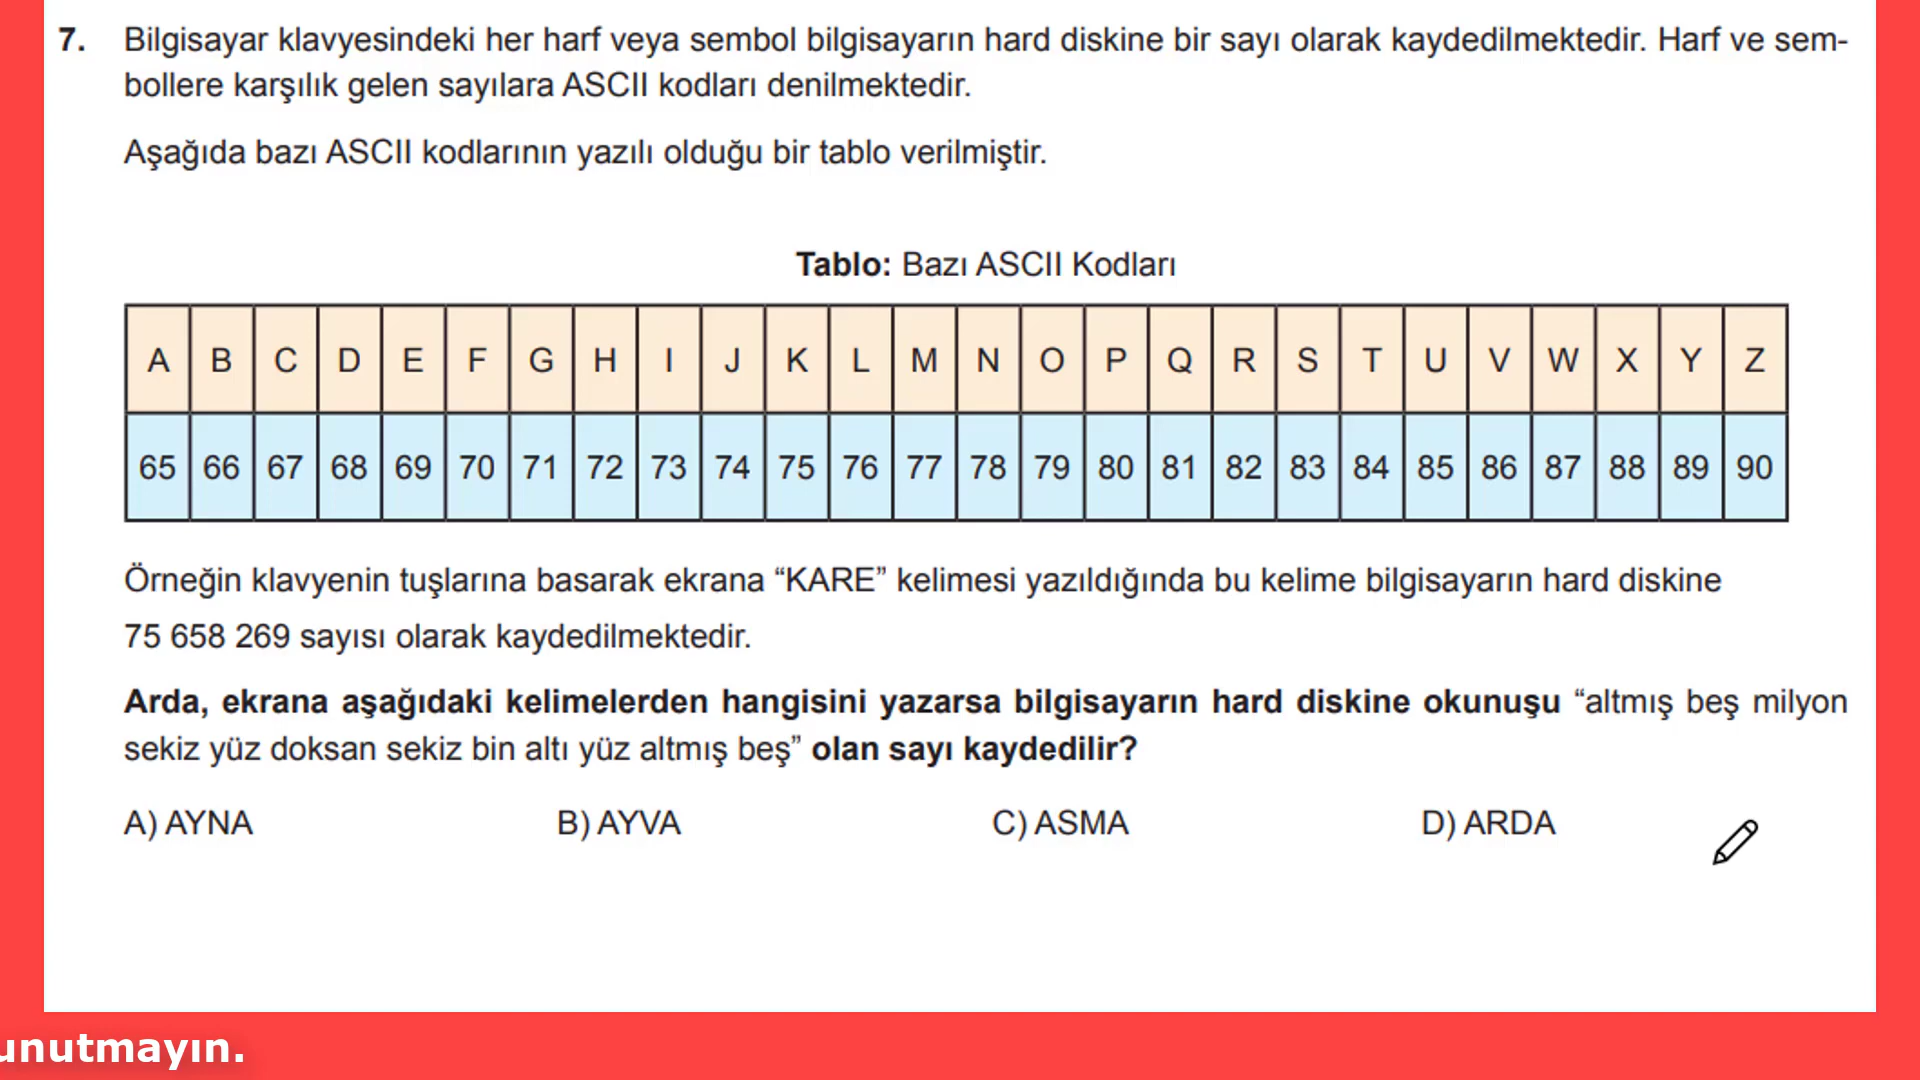 7. Bilgisayar klavyesindeki her harf veya sembol bilgisayarın hard diskine bir sayı olarak kaydedilmektedir. Harf ve sem-
bollere karşılık gelen sayılara ASCII kodları denilmektedir.
Aşağıda bazı ASCII kodlarının yazılı olduğu bir tablo verilmiştir.
Tablo: Bazı ASCII Kodları
A B C D E F G H I J K L M N O P Q R S T U V W X Y Z
65 66 67 68 69 70 71 72 73 74 75 76 77 78 79 80 81 82 83 84 85 86 87 88 89 90
Örneğin klavyenin tuşlarına basarak ekrana “KARE” kelimesi yazıldığında bu kelime bilgisayarın hard diskine
75 658 269 sayısı olarak kaydedilmektedir.
Arda, ekrana aşağıdaki kelimelerden hangisini yazarsa bilgisayarın hard diskine okunuşu “altmış beş milyon
sekiz yüz doksan sekiz bin altı yüz altmış beş” olan sayı kaydedilir?
A) AYNA B) AYVA C) ASMA D) ARDA
unutmayın.